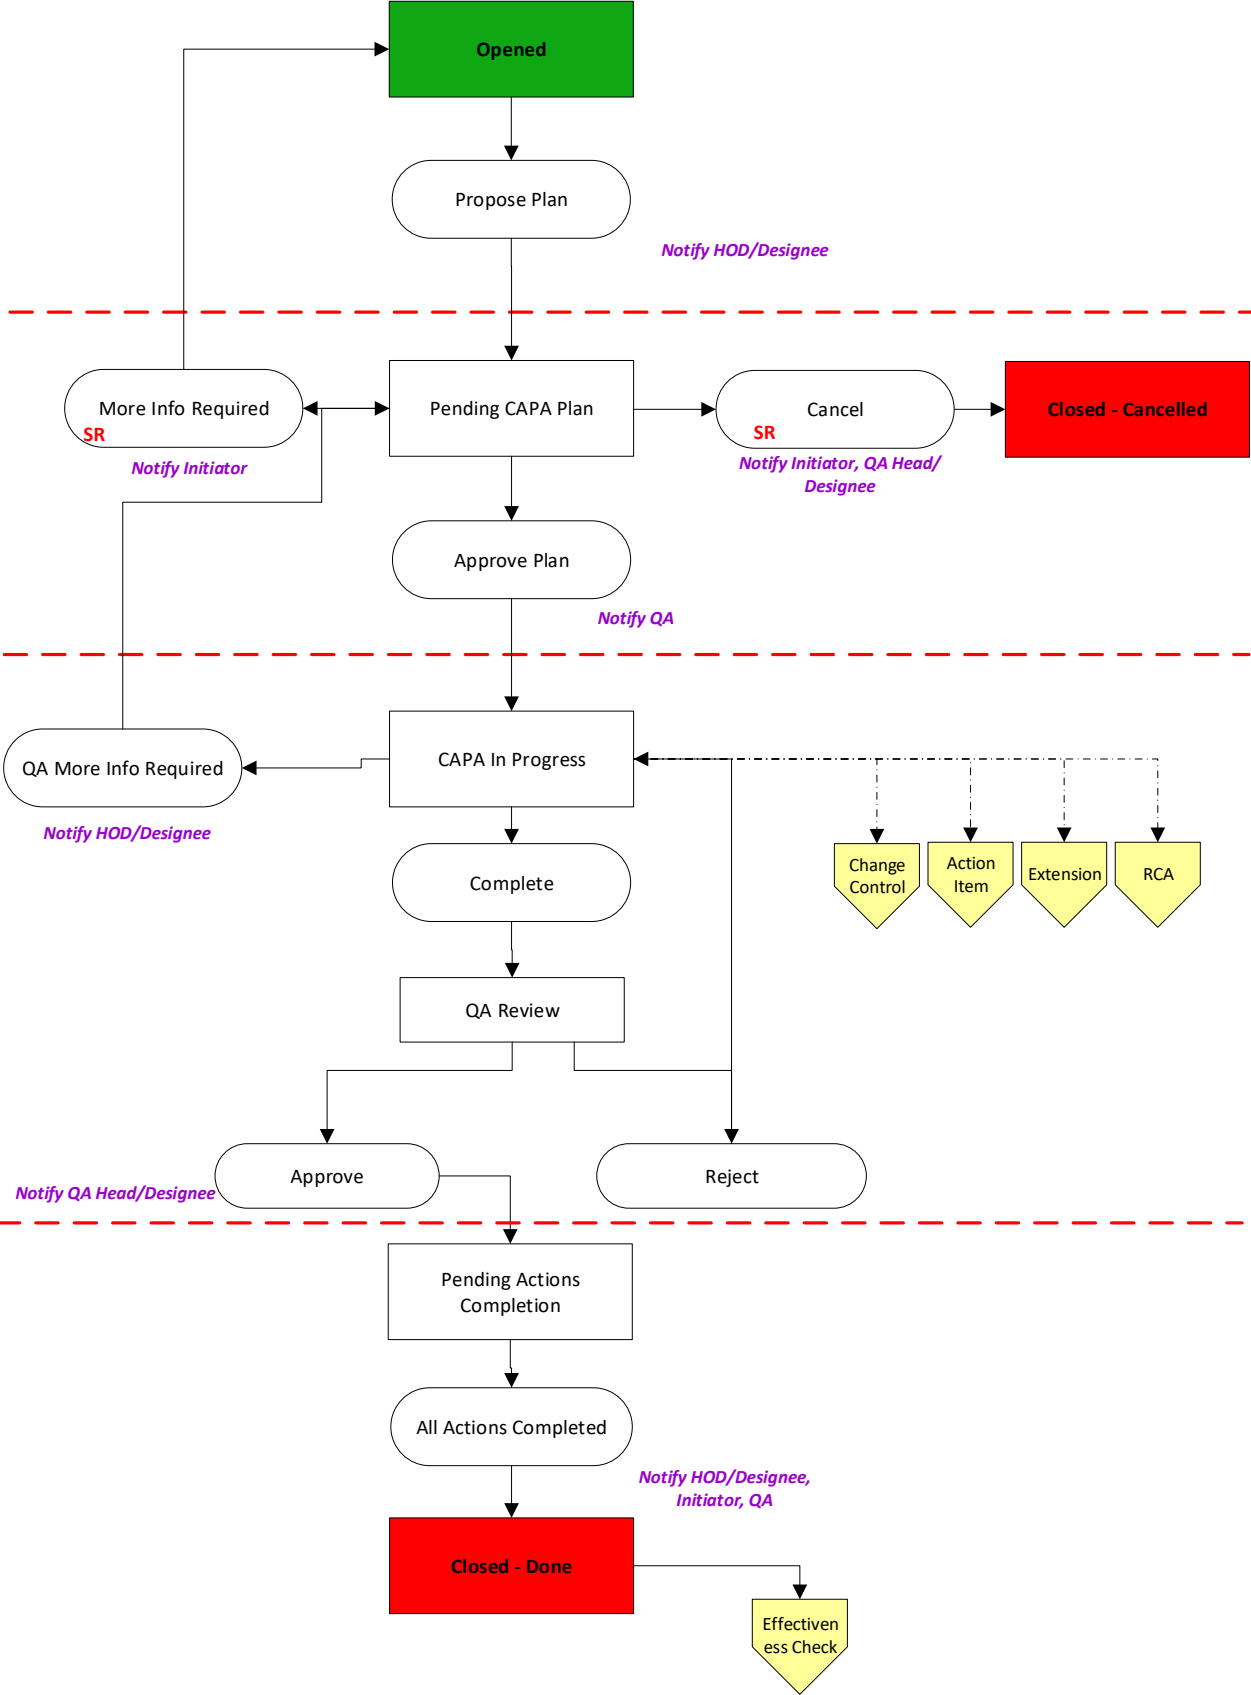 Opened
Propose Plan
Notify HOD/Designee
More Info Required
SR
Notify Initiator
Pending CAPA Plan
Cancel
SR
Notify Initiator, QA Head/
Designee
Closed - Cancelled
Approve Plan
Notify QA
QA More Info Required
Notify HOD/Designee
CAPA In Progress
Change
Control
Action
Item
Extension
RCA
Complete
QA Review
Approve
Reject
Notify QA Head/Designee
Pending Actions
Completion
All Actions Completed
Notify HOD/Designee,
Initiator, QA
Closed - Done
Effectiven
ess Check